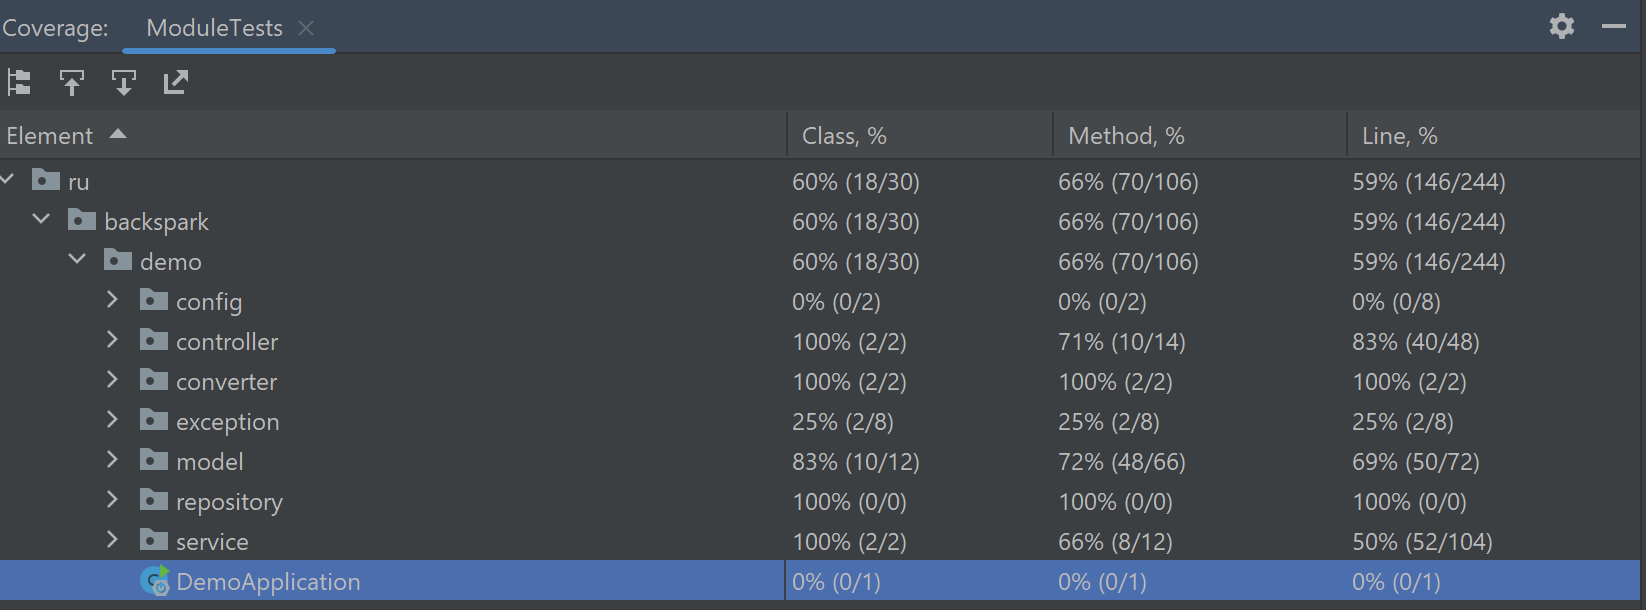 Coverage: ModuleTests
Element Class, % Method, % Line, %
ru 60% (18/30) 66% (70/106) 59% (146/244)
backspark 60% (18/30) 66% (70/106) 59% (146/244)
demo 60% (18/30) 66% (70/106) 59% (146/244)
config 0% (0/2) 0% (0/2) 0% (0/8)
controller 100% (2/2) 71% (10/14) 83% (40/48)
converter 100% (2/2) 100% (2/2) 100% (2/2)
exception 25% (2/8) 25% (2/8) 25% (2/8)
model 83% (10/12) 72% (48/66) 69% (50/72)
repository 100% (0/0) 100% (0/0) 100% (0/0)
service 100% (2/2) 66% (8/12) 50% (52/104)
DemoApplication 0% (0/1) 0% (0/1) 0% (0/1)